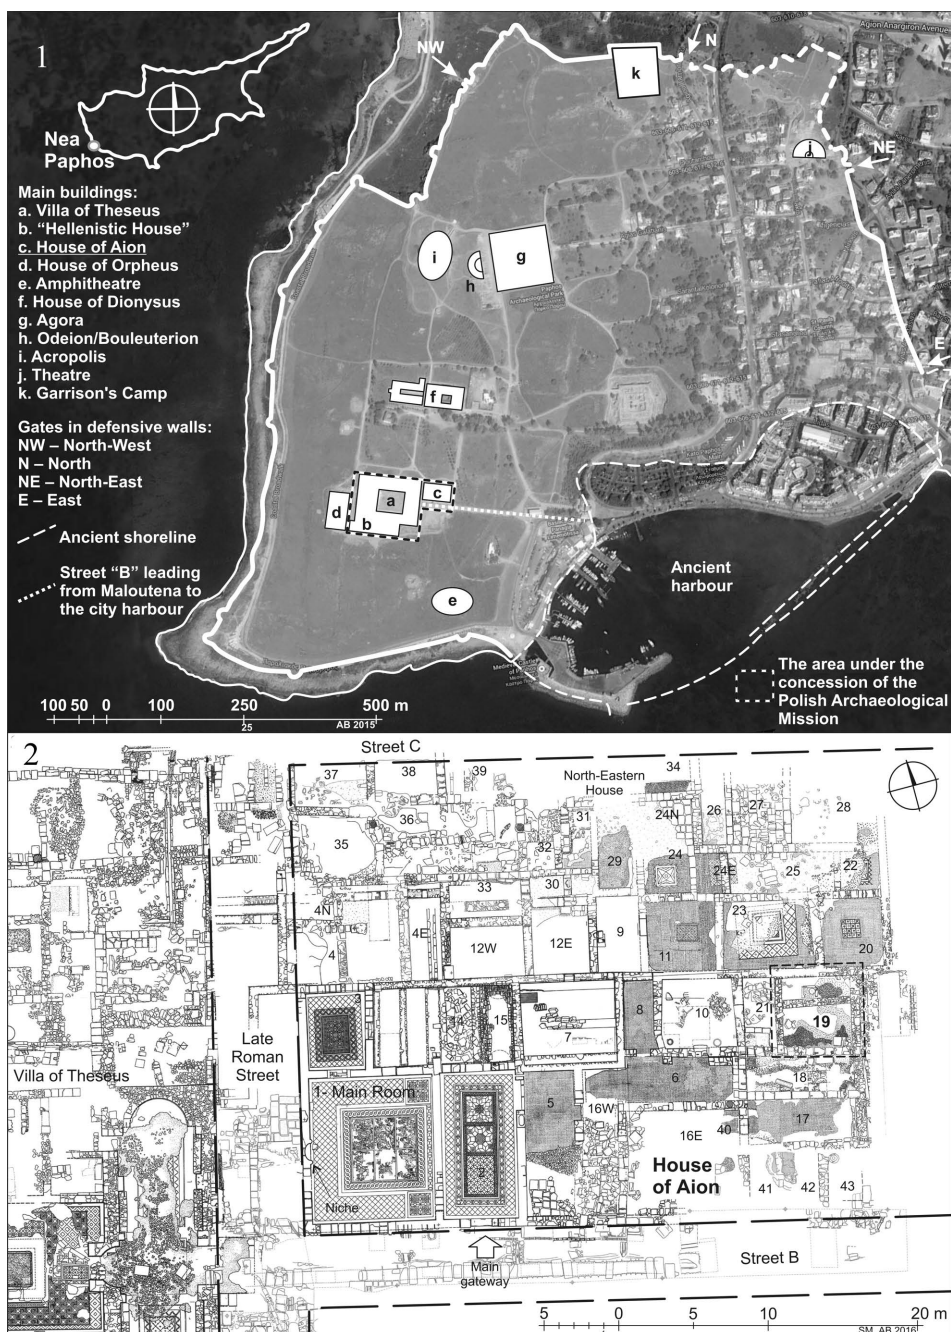 1
Nea
Paphos
Main buildings:
a. Villa of Theseus
b. “Hellenistic House”
c. House of Aion
d. House of Orpheus
e. Amphitheatre
f. House of Dionysus
g. Agora
h. Odeion/Bouleuterion
i. Acropolis
j. Theatre
k. Garrison's Camp
Gates in defensive walls:
NW – North-West
N – North
NE – North-East
E – East
Ancient shoreline
Street “B” leading
from Maloutena to
the city harbour
NW
N
NE
E
k
j
i
h
g
f
a
b
c
d
e
Paphos
Archaeological Park
Agion Anargiron Avenue
Ancient
harbour
The area under the
concession of the
Polish Archaeological
Mission
100 50 0 100 250 500 m
25
AB 2015
2
Street C
37
38
39
North-Eastern
House
34
36
35
31
32
24N
26
27
28
29
24
24E
25
22
33
30
4N
4
4E
12W
12E
9
11
23
20
Late
Roman
Street
Villa of Theseus
14
15
7
8
10
21
19
18
1- Main Room
2
Niche
5
16W
6
40
17
16E
House
of Aion
41
42
43
Main
gateway
Street B
5 0 10 20 m
SM, AB 2016